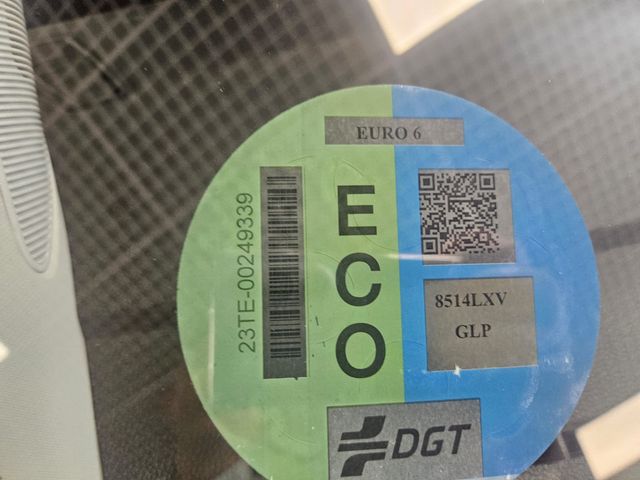 EURO 6
23TE-00249339
ECO
8514LXV
GLP
DGT